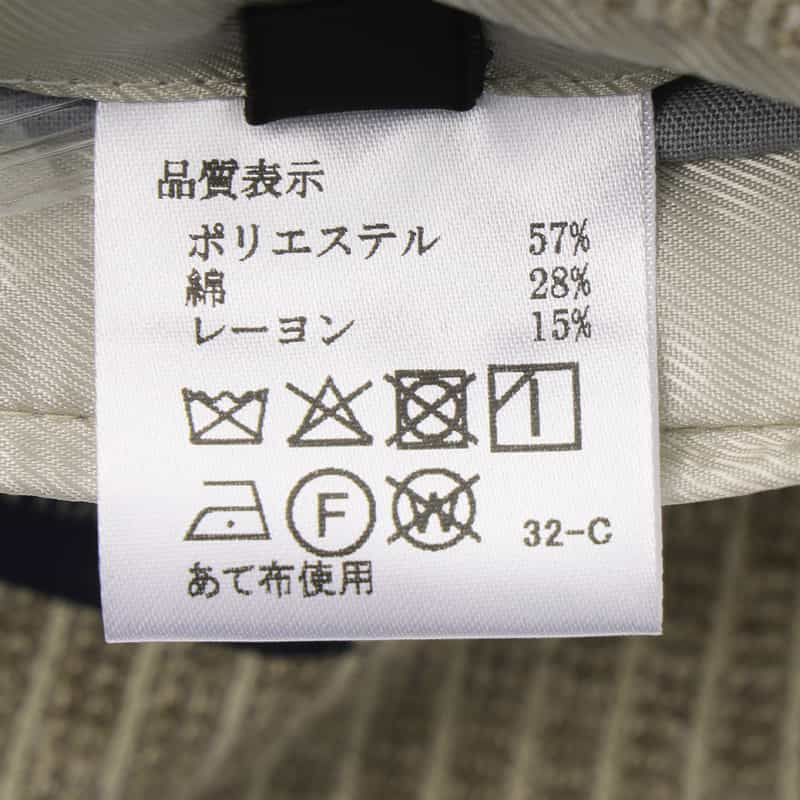 品質表示
ポリエステル 57%
綿 28%
レーヨン 15%
F W 32-C
あて布使用